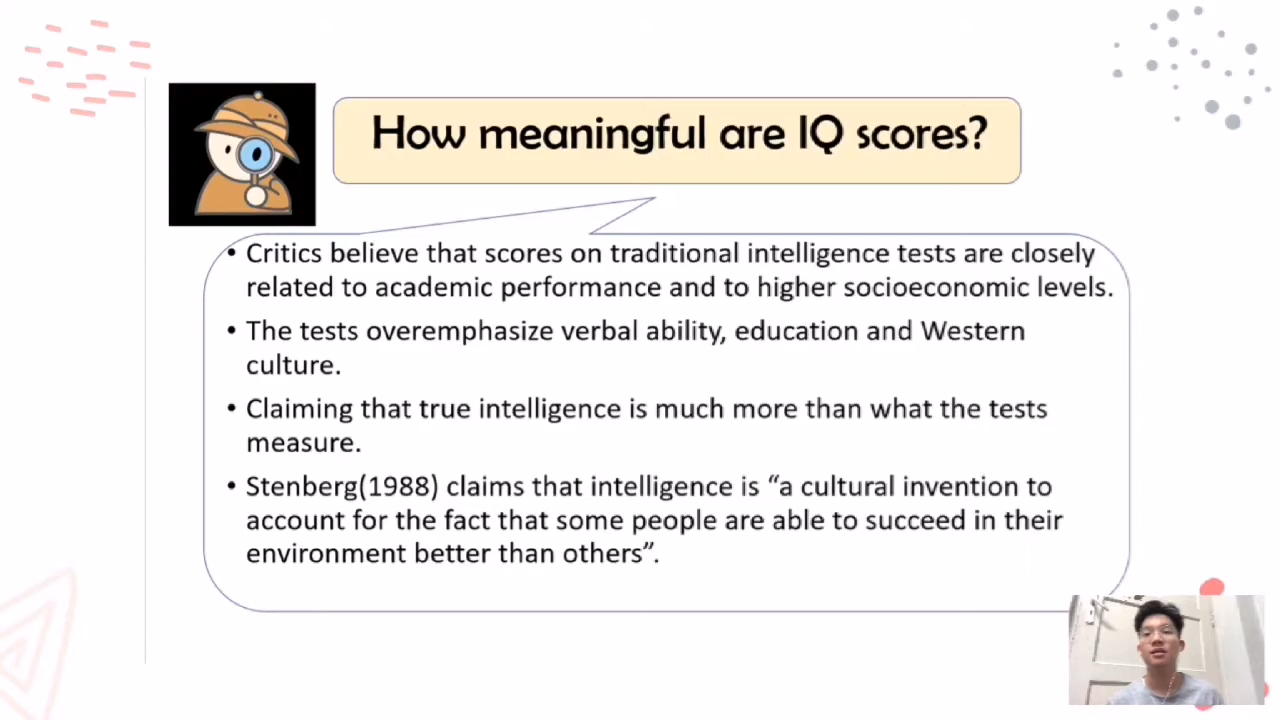 How meaningful are IQ scores?
• Critics believe that scores on traditional intelligence tests are closely
related to academic performance and to higher socioeconomic levels.
• The tests overemphasize verbal ability, education and Western
culture.
• Claiming that true intelligence is much more than what the tests
measure.
• Stenberg(1988) claims that intelligence is “a cultural invention to
account for the fact that some people are able to succeed in their
environment better than others”.